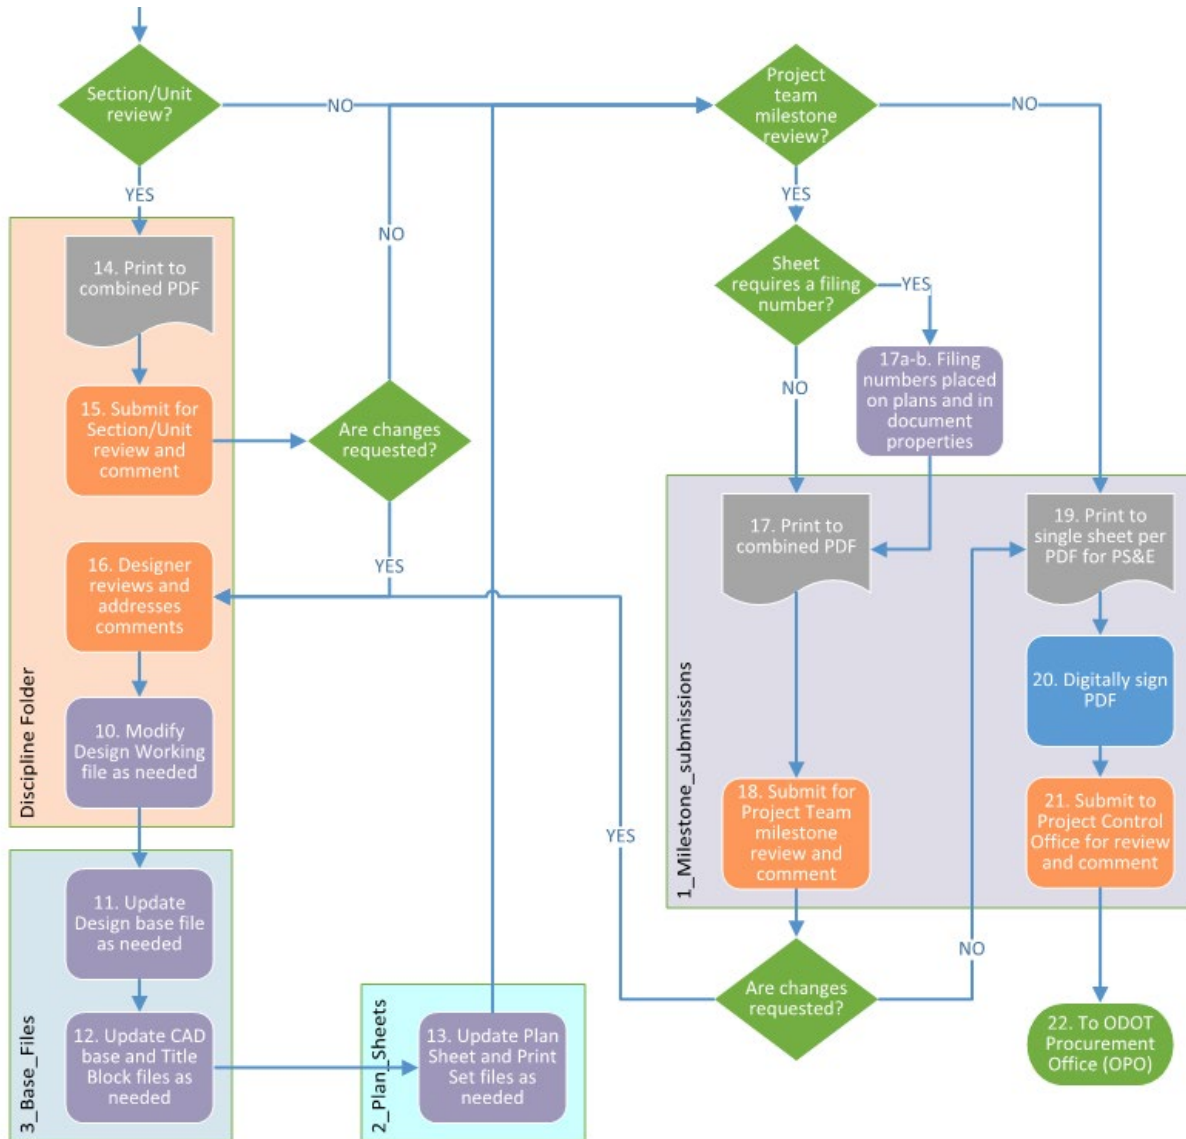 Section/Unit
review?
NO
YES
Project
team
milestone
review?
NO
YES
Sheet
requires a filing
number?
YES
NO
17a-b. Filing
numbers placed
on plans and in
document
properties
14. Print to
combined PDF
15. Submit for
Section/Unit
review and
comment
Are changes
requested?
NO
YES
16. Designer
reviews and
addresses
comments
10. Modify
Design Working
file as needed
Discipline Folder
11. Update
Design base file
as needed
12. Update CAD
base and Title
Block files as
needed
3_Base_Files
13. Update Plan
Sheet and Print
Set files as
needed
2_Plan_Sheets
17. Print to
combined PDF
18. Submit for
Project Team
milestone
review and
comment
19. Print to
single sheet per
PDF for PS&E
20. Digitally sign
PDF
21. Submit to
Project Control
Office for review
and comment
1_Milestone_submissions
Are changes
requested?
YES
NO
22. To ODOT
Procurement
Office (OPO)